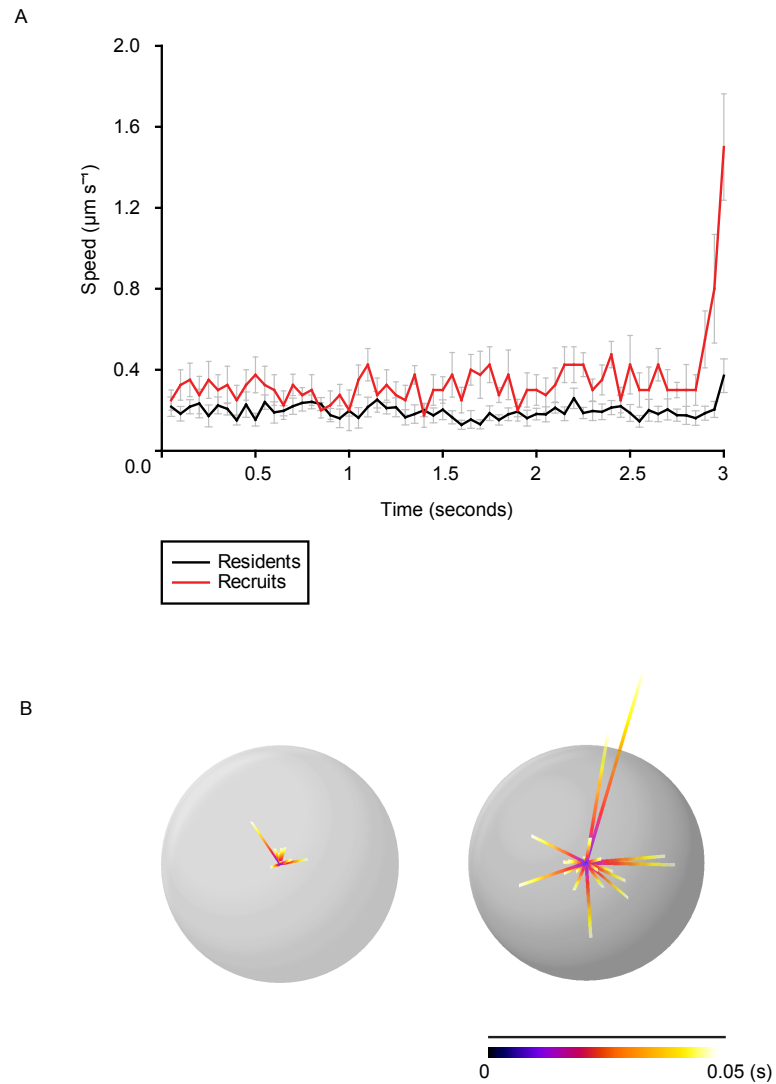 A
Speed (µm s⁻¹)
2.0
1.6
1.2
0.8
0.4
0.0
0.5
1
1.5
2
2.5
3
Time (seconds)
Residents
Recruits
B
0
0.05 (s)